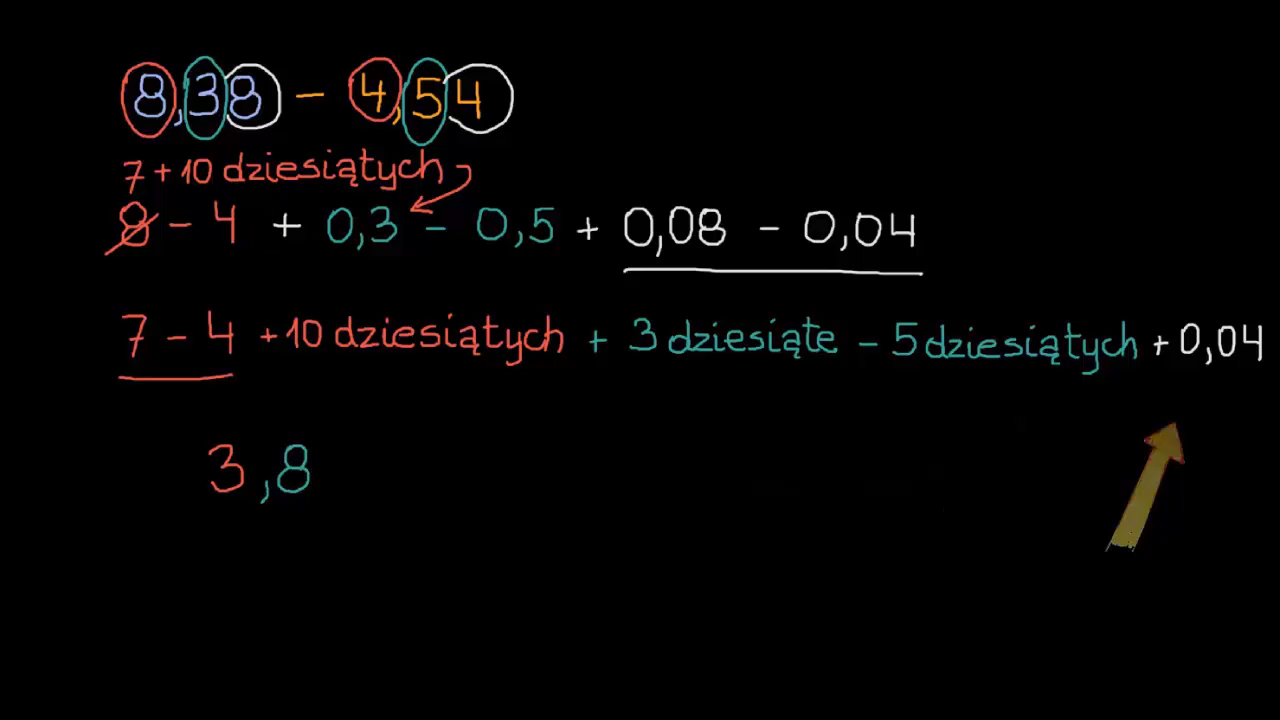 8,38 - 4,54
7 + 10 dziesiątych
8 - 4 + 0,3 - 0,5 + 0,08 - 0,04
7 - 4 + 10 dziesiątych + 3 dziesiąte - 5 dziesiątych + 0,04
3,8